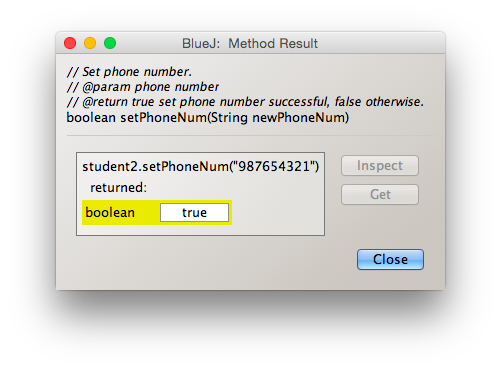 BlueJ: Method Result
// Set phone number.
// @param phone number
// @return true set phone number successful, false otherwise.
boolean setPhoneNum(String newPhoneNum)
student2.setPhoneNum("987654321")
returned:
boolean true
Inspect
Get
Close